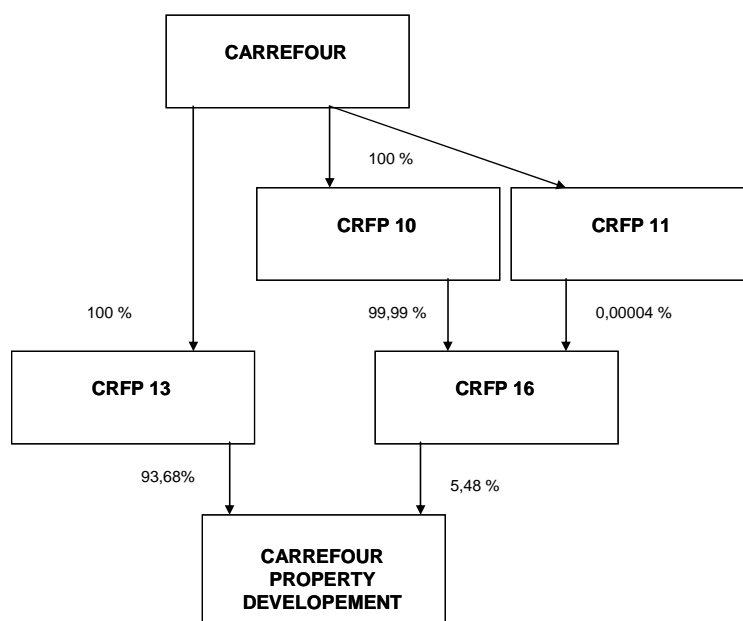 CARREFOUR
100 %
CRFP 10
CRFP 11
100 %
99,99 %
0,00004 %
CRFP 13
CRFP 16
93,68%
5,48 %
CARREFOUR
PROPERTY
DEVELOPEMENT